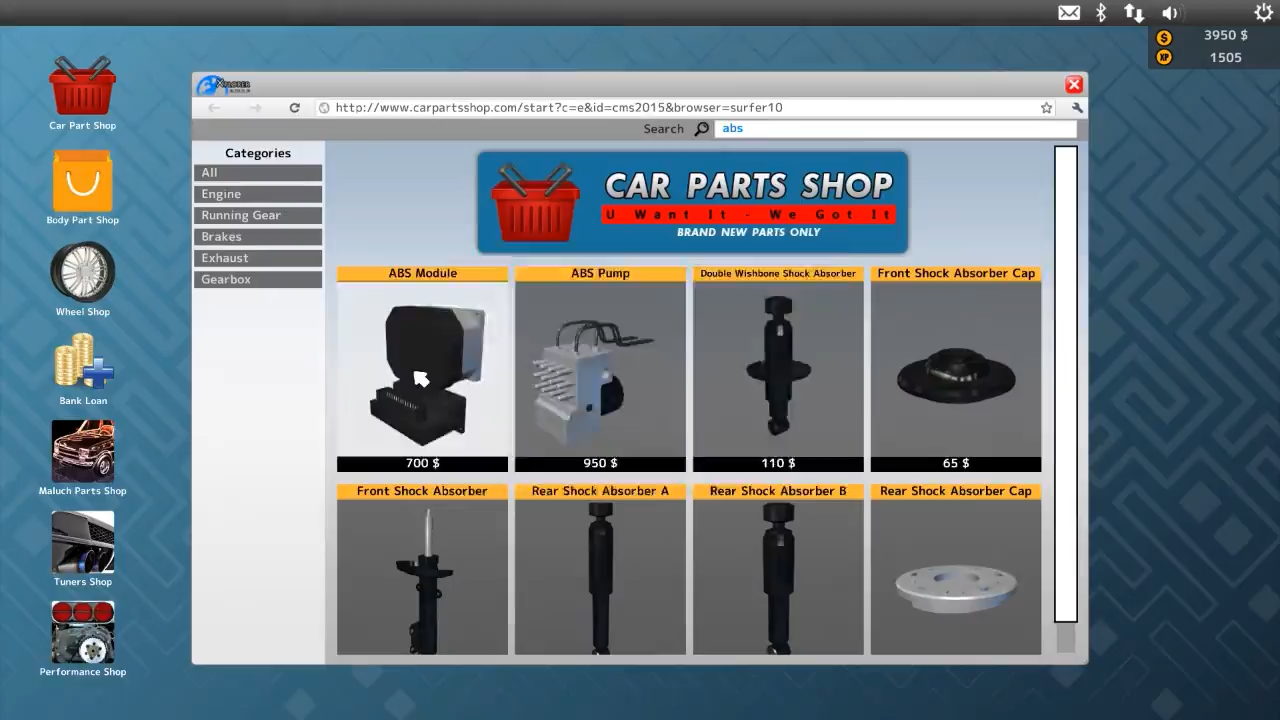 3950 $
1505
http://www.carpartsshop.com/start?c=e&id=cms2015&browser=surfer10
Search
abs
Car Part Shop
Body Part Shop
Wheel Shop
Bank Loan
Maluch Parts Shop
Tuners Shop
Performance Shop
Categories
All
Engine
Running Gear
Brakes
Exhaust
Gearbox
CAR PARTS SHOP
U Want It - We Got It
BRAND NEW PARTS ONLY
ABS Module
ABS Pump
Double Wishbone Shock Absorber
Front Shock Absorber Cap
700 $
950 $
110 $
65 $
Front Shock Absorber
Rear Shock Absorber A
Rear Shock Absorber B
Rear Shock Absorber Cap